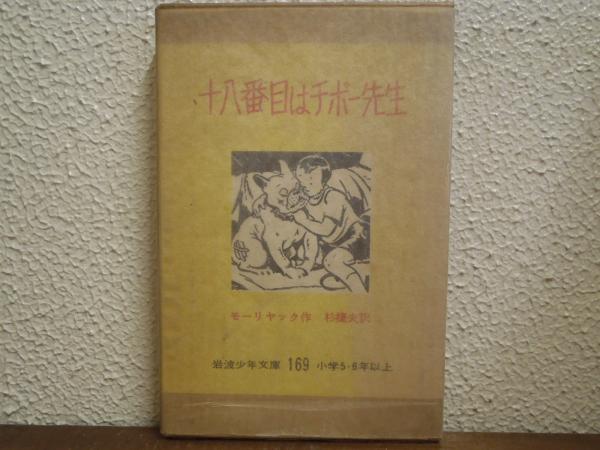 十八番目はチボー先生
モーリヤック作 杉捷夫訳
岩波少年文庫 169 小学5・6年以上